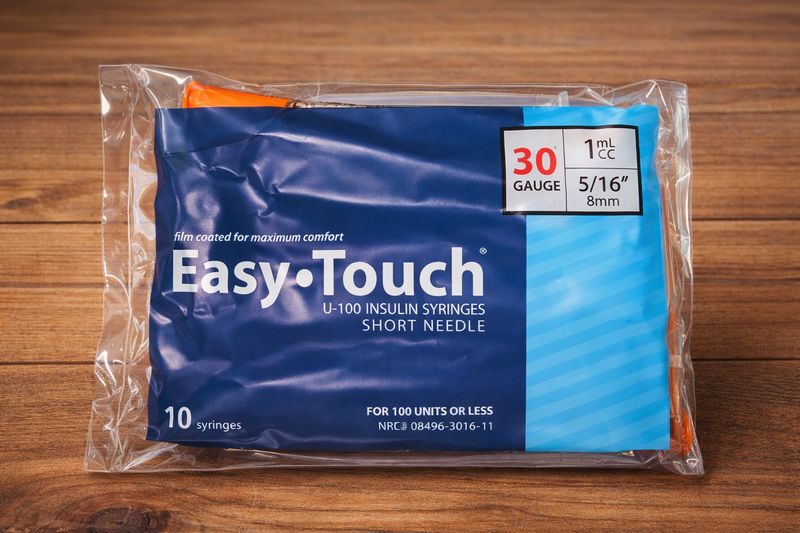 30
GAUGE
1 mL
CC
5/16"
8mm
film coated for maximum comfort
Easy•Touch®
U-100 INSULIN SYRINGES
SHORT NEEDLE
10 syringes
FOR 100 UNITS OR LESS
08496-3016-11